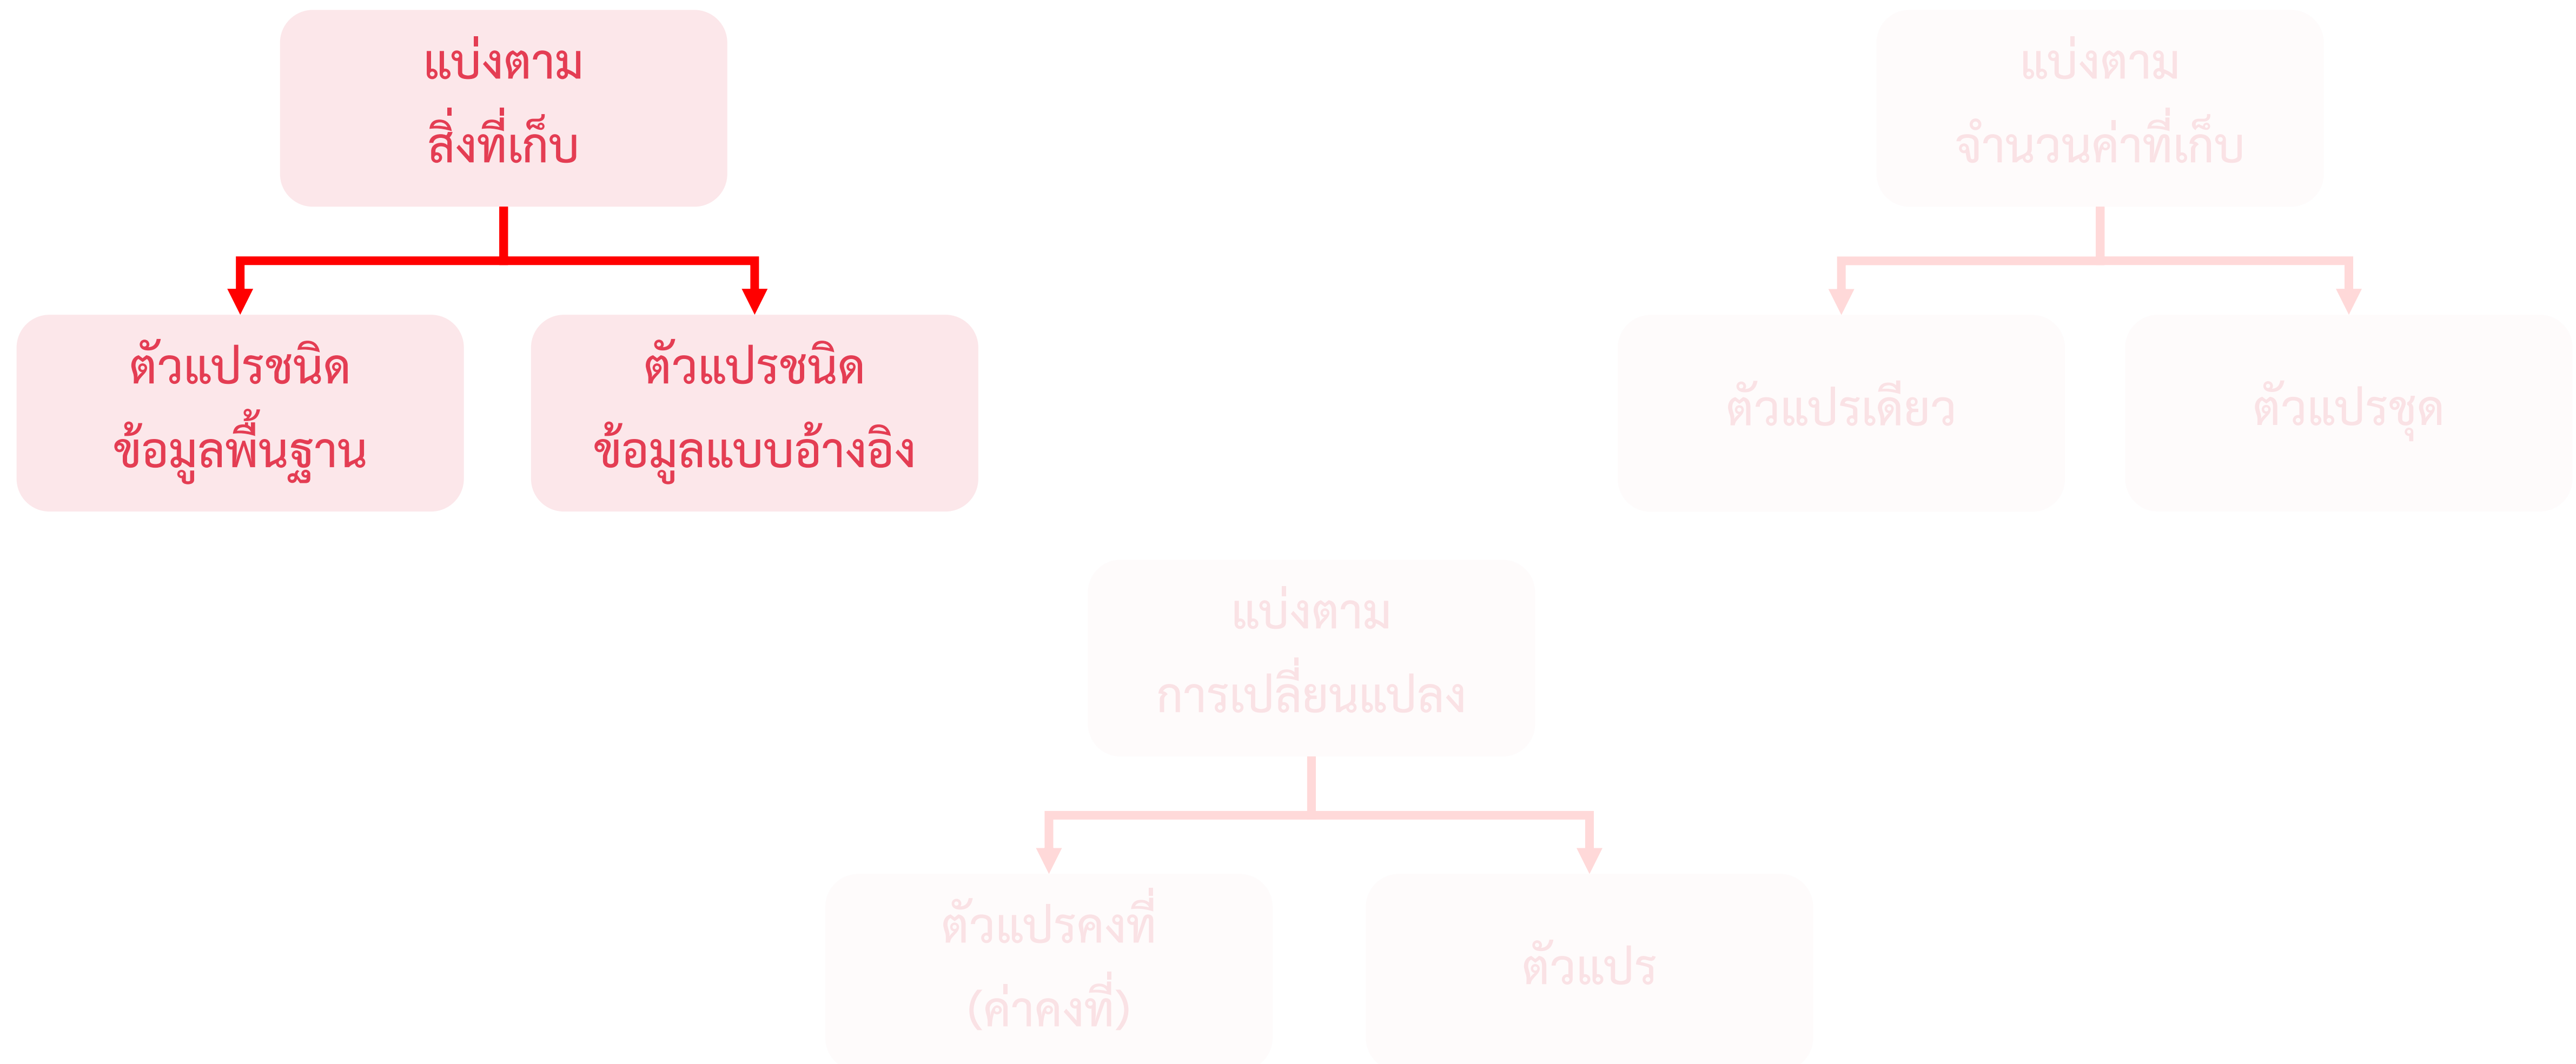 แบ่งตาม
สิ่งที่เก็บ
ตัวแปรชนิด
ข้อมูลพื้นฐาน
ตัวแปรชนิด
ข้อมูลแบบอ้างอิง
แบ่งตาม
จำนวนค่าที่เก็บ
ตัวแปรเดียว
ตัวแปรชุด
แบ่งตาม
การเปลี่ยนแปลง
ตัวแปรคงที่
(ค่าคงที่)
ตัวแปร